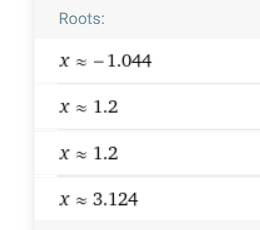 Roots:
x ≈ −1.044
x ≈ 1.2
x ≈ 1.2
x ≈ 3.124